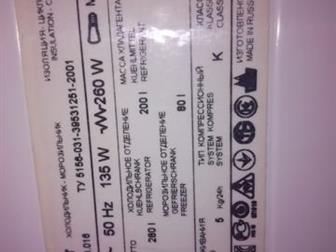 ИЗОЛЯЦИЯ - ЦИКЛ
INSULATION - C
МАССА ХЛАДАГЕНТА
KUEHLMITTEL
REFRIGERANT
КЛАСС
KLASSE
CLASS
ИЗГОТОВЛЕНО
MADE IN RUSSIA
ХОЛОДИЛЬНИК - МОРОЗИЛЬНИК
ТУ 5156-031-39531251-2001
~ 50 Hz 135 W 260 W
ХОЛОДИЛЬНОЕ ОТДЕЛЕНИЕ
KUEHLSCHRANK
REFRIGERATOR
200 l
МОРОЗИЛЬНОЕ ОТДЕЛЕНИЕ
GEFRIERSCHRANK
FREEZER
80 l
280 l
ТИП КОМПРЕССИОННЫЙ
SYSTEM KOMPRES
SYSTEM
K
5 kg/24h
L016